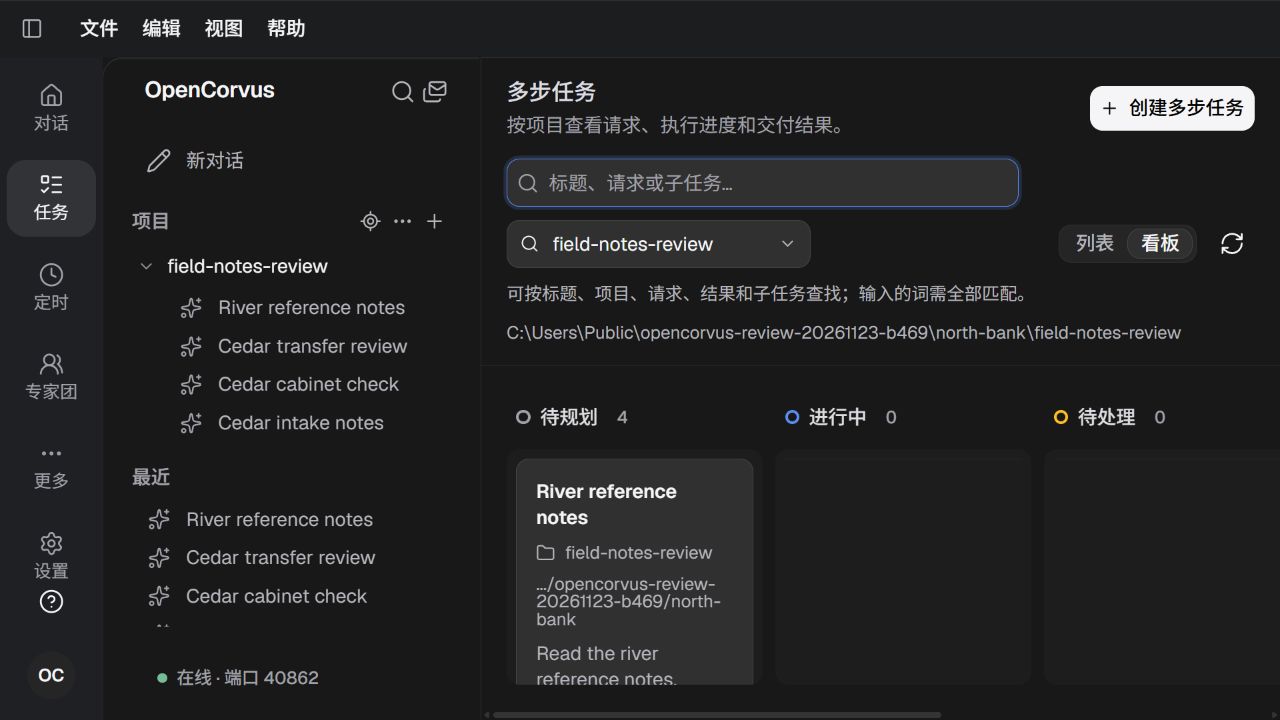 文件 编辑 视图 帮助
对话
任务
定时
专家团
更多
设置
OC
OpenCorvus
新对话
项目
field-notes-review
River reference notes
Cedar transfer review
Cedar cabinet check
Cedar intake notes
最近
River reference notes
Cedar transfer review
Cedar cabinet check
在线 · 端口 40862
多步任务
按项目查看请求、执行进度和交付结果。
+ 创建多步任务
标题、请求或子任务...
field-notes-review
列表 看板
可按标题、项目、请求、结果和子任务查找；输入的词需全部匹配。
C:\Users\Public\opencorvus-review-20261123-b469\north-bank\field-notes-review
待规划 4
进行中 0
待处理 0
River reference
notes
field-notes-review
.../opencorvus-review-
20261123-b469/north-
bank
Read the river
reference notes.